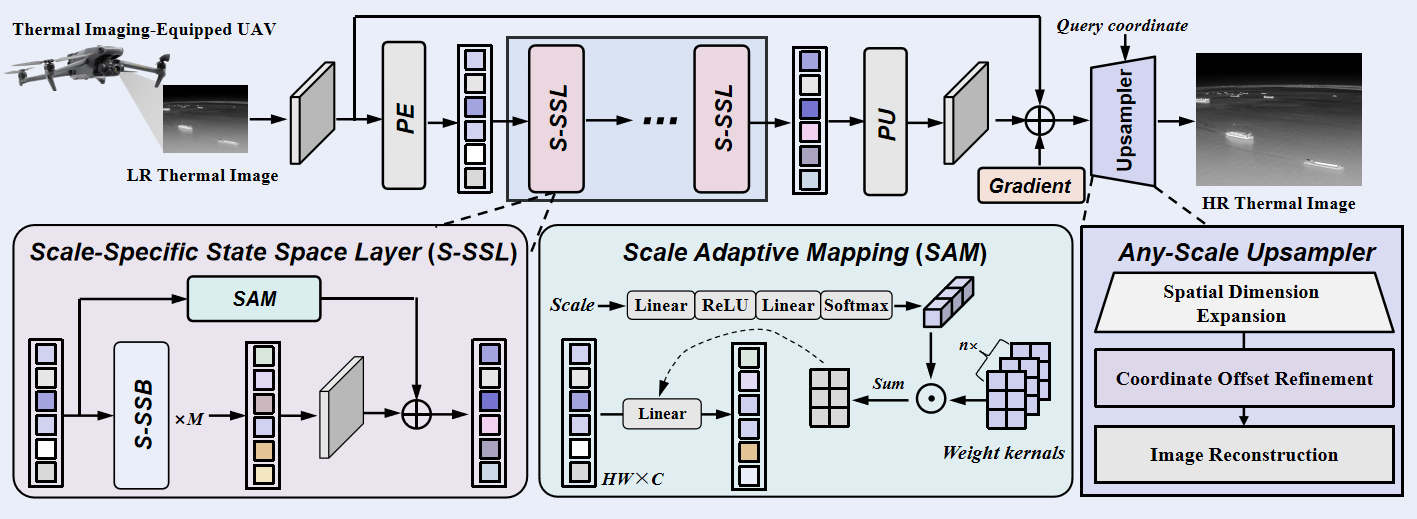 Thermal Imaging-Equipped UAV
LR Thermal Image
PE
S-SSL
...
S-SSL
PU
Gradient
Query coordinate
Upsampler
HR Thermal Image
Scale-Specific State Space Layer (S-SSL)
SAM
S-SSB
×M
Scale Adaptive Mapping (SAM)
Scale
Linear
ReLU
Linear
Softmax
n×
Sum
Linear
Weight kernals
HW×C
Any-Scale Upsampler
Spatial Dimension
Expansion
Coordinate Offset Refinement
Image Reconstruction